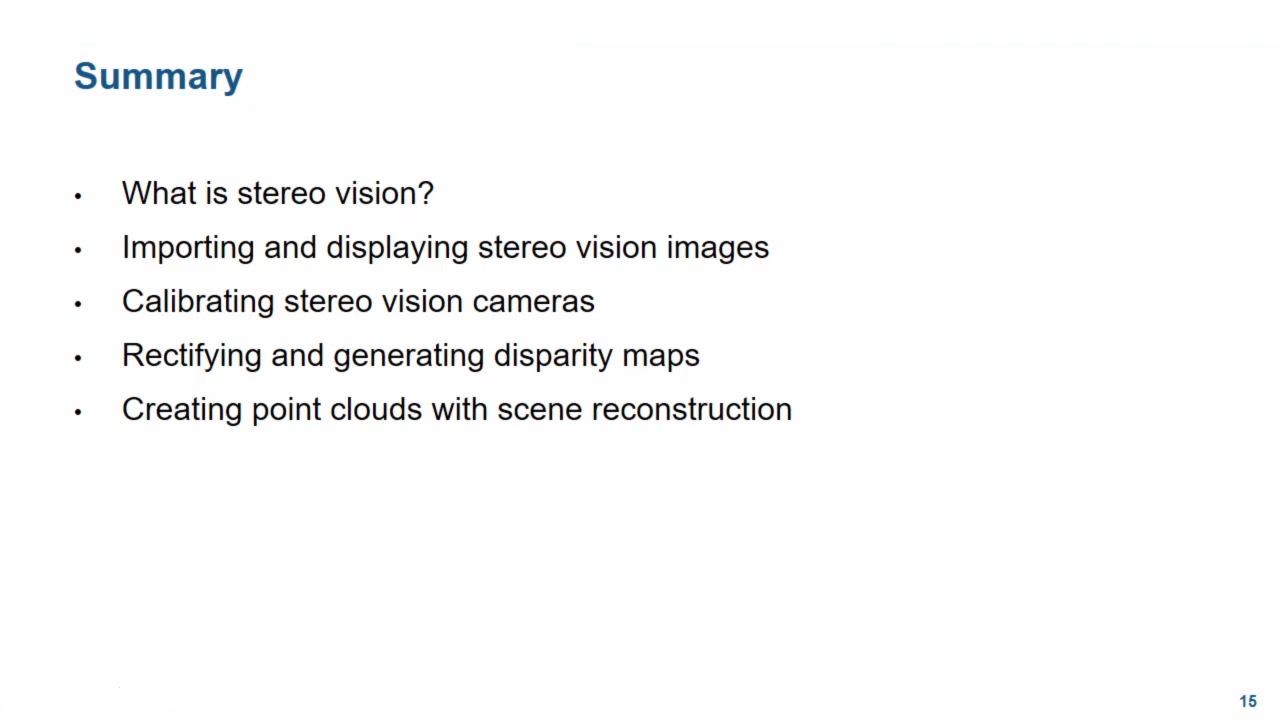 Summary
• What is stereo vision?
• Importing and displaying stereo vision images
• Calibrating stereo vision cameras
• Rectifying and generating disparity maps
• Creating point clouds with scene reconstruction
15